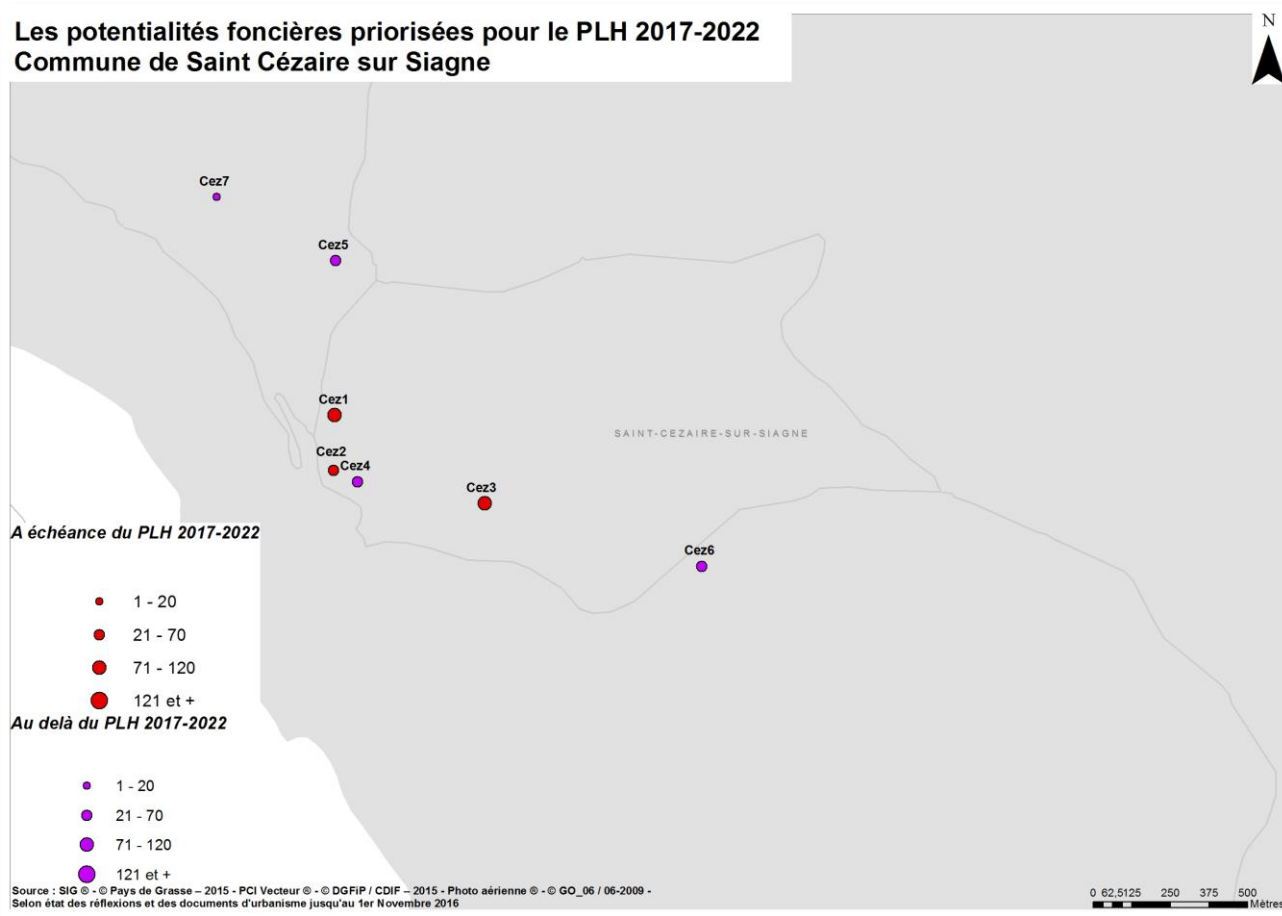 Les potentialités foncières priorisées pour le PLH 2017-2022
Commune de Saint Cézaire sur Siagne
N
Cez7
Cez5
Cez1
SAINT-CEZAIRE-SUR-SIAGNE
Cez2
Cez4
Cez3
Cez6
A échéance du PLH 2017-2022
1 - 20
21 - 70
71 - 120
121 et +
Au delà du PLH 2017-2022
1 - 20
21 - 70
71 - 120
121 et +
Source : SIG ® - © Pays de Grasse – 2015 - PCI Vecteur ® - © DGFiP / CDIF – 2015 - Photo aérienne ® - © GO_06 / 06-2009 -
Selon état des réflexions et des documents d'urbanisme jusqu'au 1er Novembre 2016
0 62,5125 250 375 500
Mètres